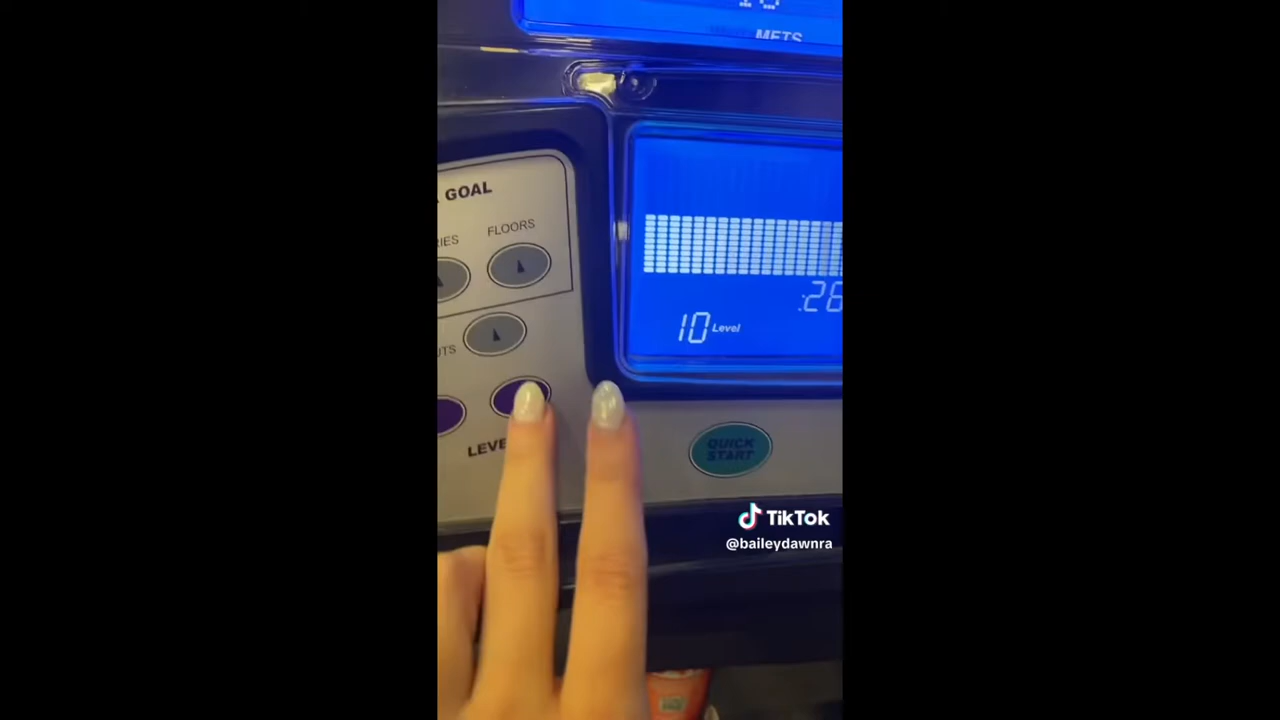 METS
GOAL
FLOORS
:26
10 Level
QUICK
START
TikTok
@baileydawnra